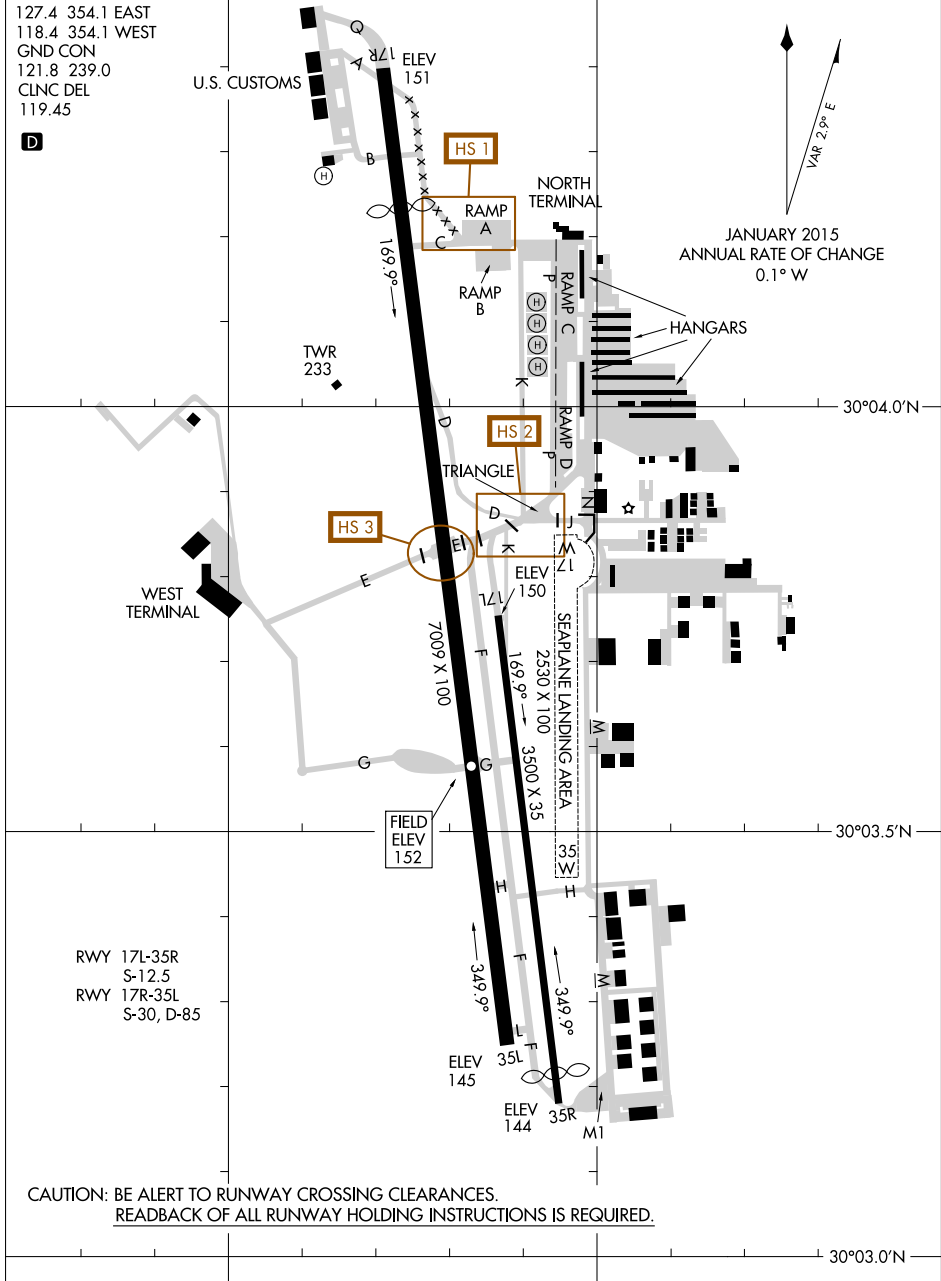 127.4 354.1 EAST
118.4 354.1 WEST
GND CON
121.8 239.0
CLNC DEL
119.45
D
Q
A
17R
ELEV
151
U.S. CUSTOMS
B
H
HS 1
RAMP
A
C
RAMP
B
NORTH
TERMINAL
VAR 2.9° E
JANUARY 2015
ANNUAL RATE OF CHANGE
0.1° W
169.9°
P
RAMP C
H
H
H
H
HANGARS
TWR
233
K
30°04.0'N
D
HS 2
RAMP D
P
TRIANGLE
N
D
J
HS 3
E
K
W
17
E
ELEV
150
WEST
TERMINAL
17L
7009 X 100
F
169.9°
2530 X 100
SEAPLANE LANDING AREA
M
3500 X 35
G
G
FIELD
ELEV
152
30°03.5'N
35
W
H
H
RWY 17L-35R
S-12.5
RWY 17R-35L
S-30, D-85
F
349.9°
349.9°
M
L
F
35L
ELEV
145
ELEV
144
35R
M1
CAUTION: BE ALERT TO RUNWAY CROSSING CLEARANCES.
READBACK OF ALL RUNWAY HOLDING INSTRUCTIONS IS REQUIRED.
30°03.0'N